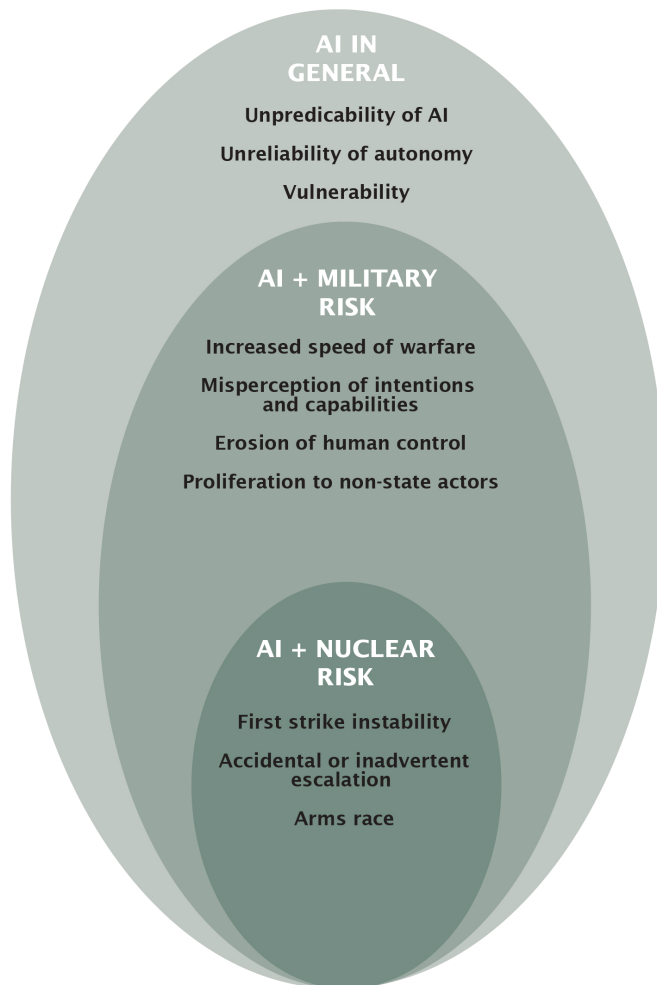 AI IN
GENERAL
Unpredicability of AI
Unreliability of autonomy
Vulnerability
AI + MILITARY
RISK
Increased speed of warfare
Misperception of intentions
and capabilities
Erosion of human control
Proliferation to non-state actors
AI + NUCLEAR
RISK
First strike instability
Accidental or inadvertent
escalation
Arms race